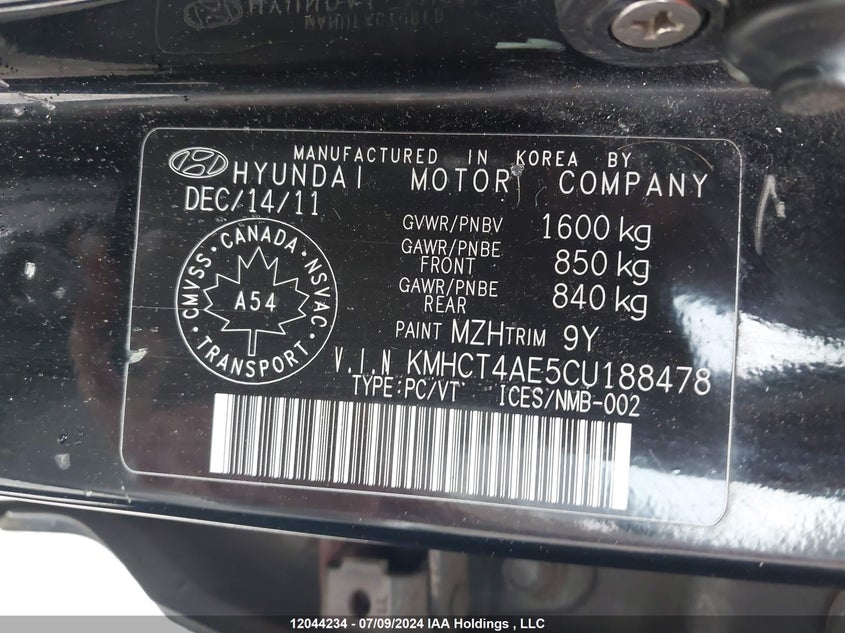 MANUFACTURED IN KOREA BY
HYUNDAI MOTOR COMPANY
DEC/14/11
GVWR/PNBV 1600 kg
GAWR/PNBE FRONT 850 kg
GAWR/PNBE REAR 840 kg
CANADA • NSVAC • TRANSPORT • CMVSS •
A54
PAINT MZH TRIM 9Y
V.I.N KMHCT4AE5CU188478
TYPE:PC/VT ICES/NMB-002
12044234 - 07/09/2024 IAA Holdings , LLC